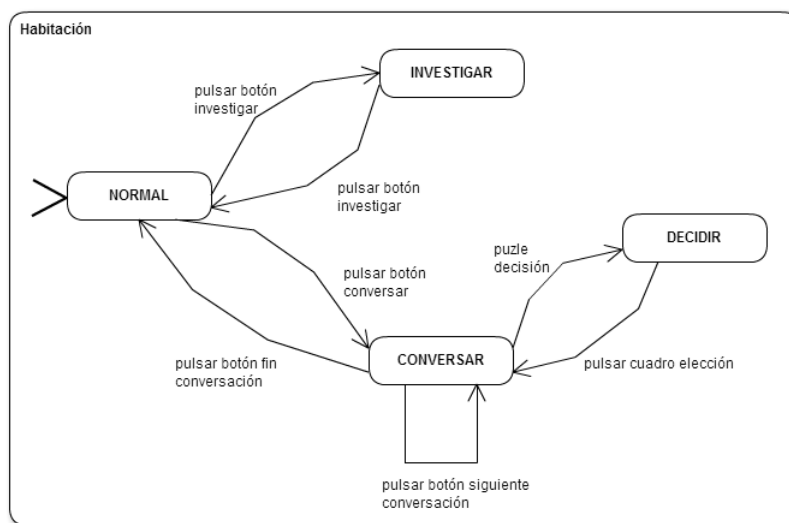 Habitación
INVESTIGAR
pulsar botón
investigar
NORMAL
pulsar botón
investigar
DECIDIR
puzle
decisión
pulsar botón
conversar
pulsar botón fin
conversación
CONVERSAR
pulsar cuadro elección
pulsar botón siguiente
conversación